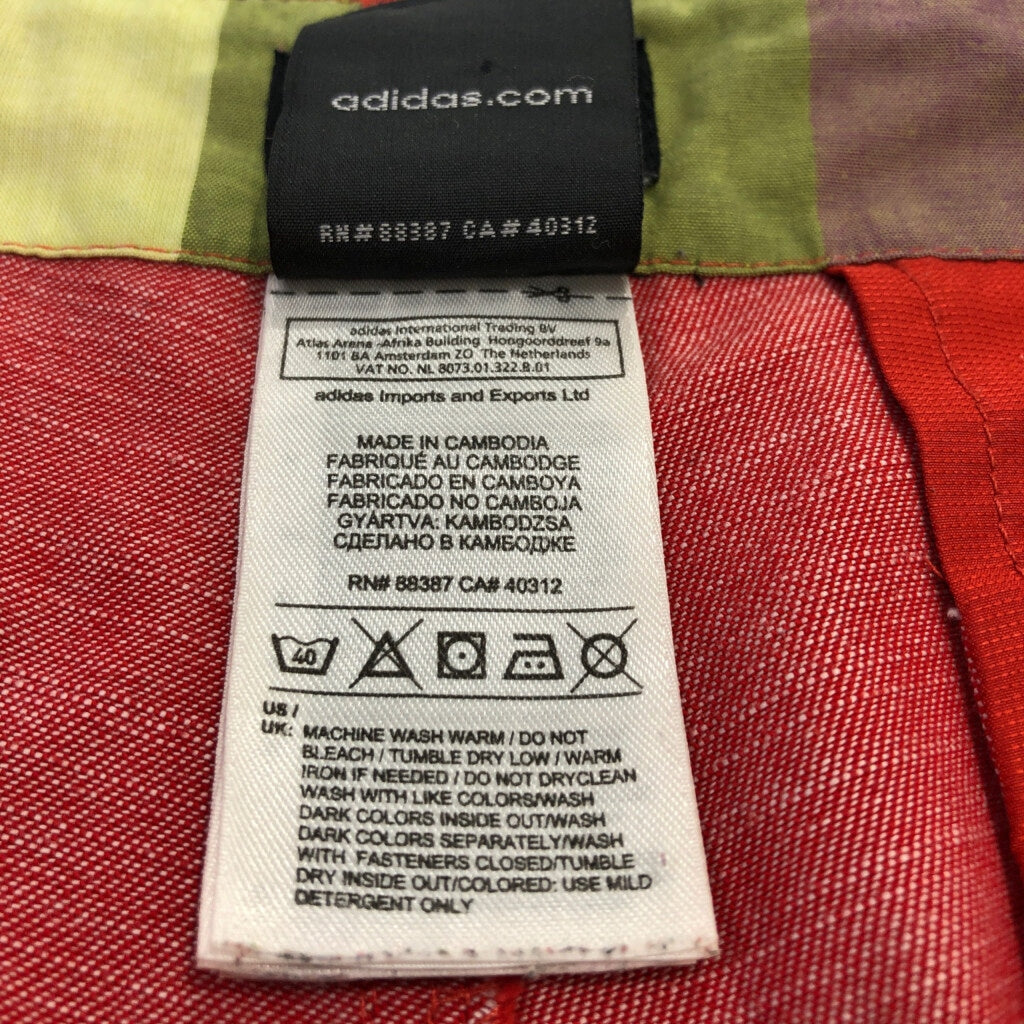 adidas.com
RN# 88387 CA# 40312
adidas International Trading BV
Atlas Arena -Afrika Building Hoogoorddreef 9a
1101 BA Amsterdam ZO The Netherlands
VAT NO. NL 8073.01.322.B.01
adidas Imports and Exports Ltd
MADE IN CAMBODIA
FABRIQUÉ AU CAMBODGE
FABRICADO EN CAMBOYA
FABRICADO NO CAMBOJA
GYÁRTVA: KAMBODZSA
СДЕЛАНО В КАМБОДЖЕ
RN# 88387 CA# 40312
40
US /
UK: MACHINE WASH WARM / DO NOT
BLEACH / TUMBLE DRY LOW / WARM
IRON IF NEEDED / DO NOT DRYCLEAN
WASH WITH LIKE COLORS/WASH
DARK COLORS INSIDE OUT/WASH
DARK COLORS SEPARATELY/WASH
WITH FASTENERS CLOSED/TUMBLE
DRY INSIDE OUT/COLORED: USE MILD
DETERGENT ONLY